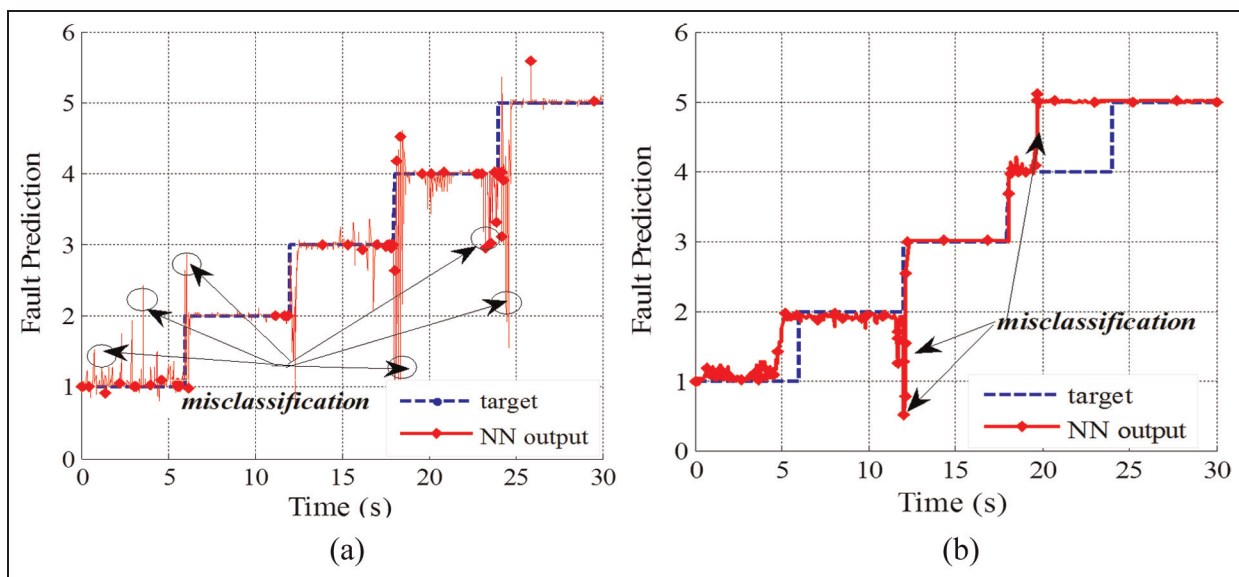 6
5
4
3
2
1
0
0 5 10 15 20 25 30
Fault Prediction
Time (s)
misclassification
target
NN output
(a)
6
5
4
3
2
1
0
0 5 10 15 20 25 30
Fault Prediction
Time (s)
misclassification
target
NN output
(b)